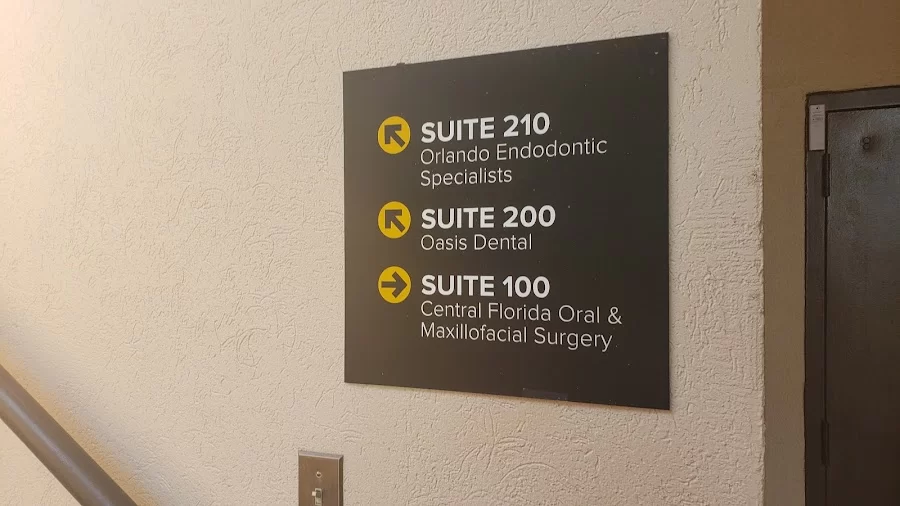 SUITE 210
Orlando Endodontic
Specialists
SUITE 200
Oasis Dental
SUITE 100
Central Florida Oral &
Maxillofacial Surgery